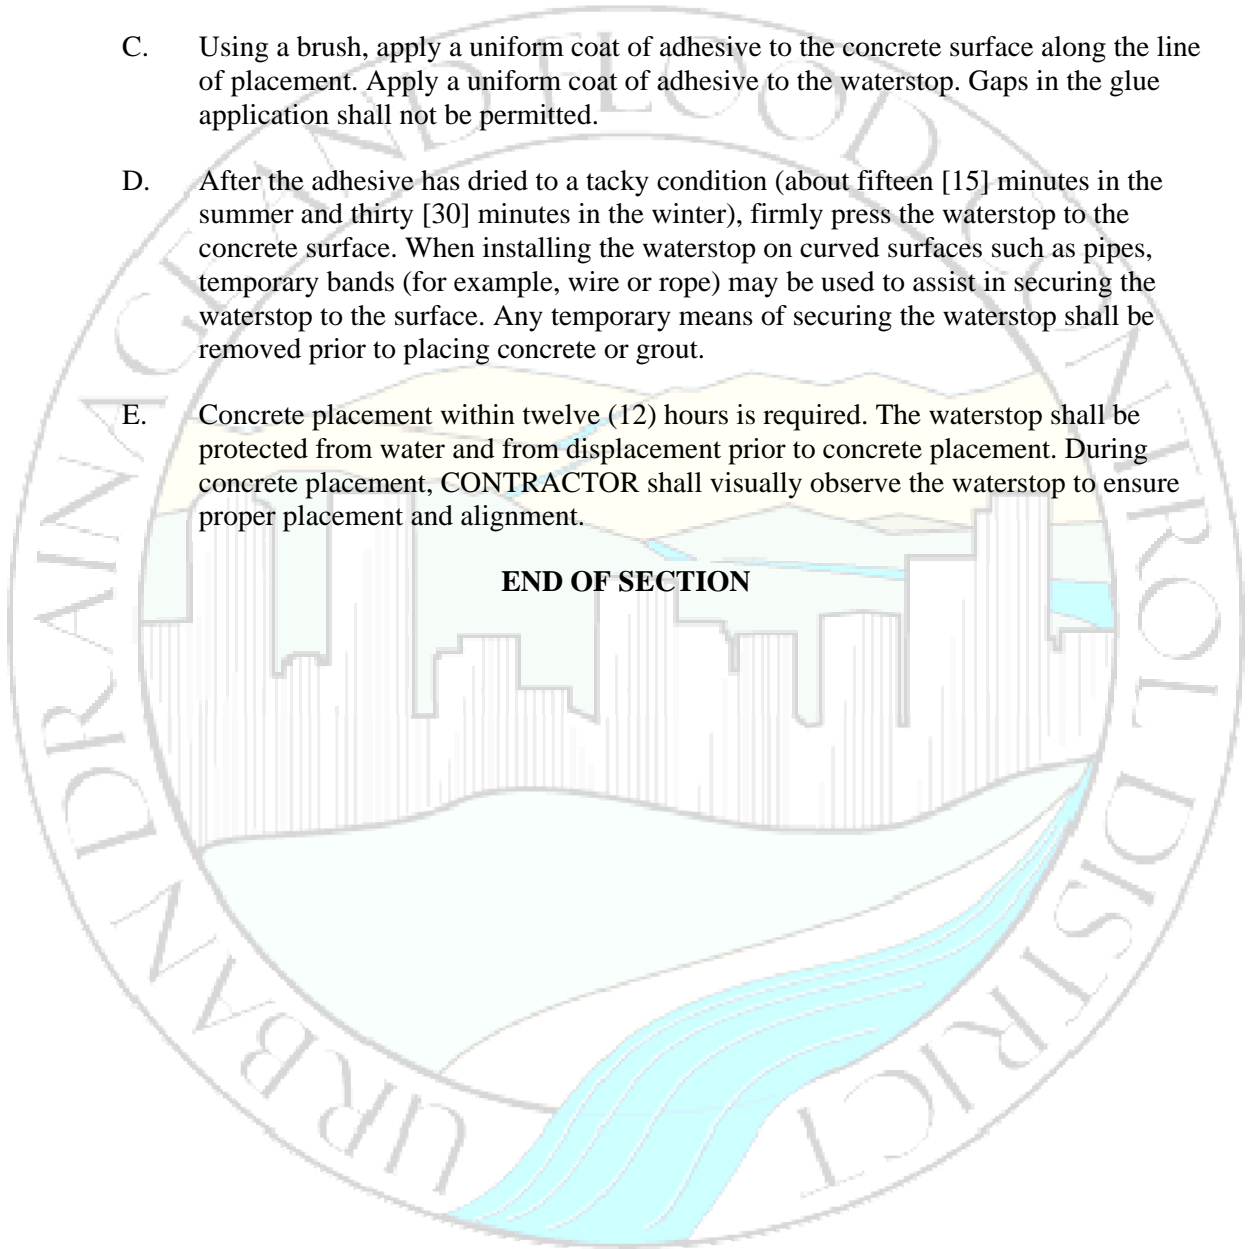 C. Using a brush, apply a uniform coat of adhesive to the concrete surface along the line
of placement. Apply a uniform coat of adhesive to the waterstop. Gaps in the glue
application shall not be permitted.
D. After the adhesive has dried to a tacky condition (about fifteen [15] minutes in the
summer and thirty [30] minutes in the winter), firmly press the waterstop to the
concrete surface. When installing the waterstop on curved surfaces such as pipes,
temporary bands (for example, wire or rope) may be used to assist in securing the
waterstop to the surface. Any temporary means of securing the waterstop shall be
removed prior to placing concrete or grout.
E. Concrete placement within twelve (12) hours is required. The waterstop shall be
protected from water and from displacement prior to concrete placement. During
concrete placement, CONTRACTOR shall visually observe the waterstop to ensure
proper placement and alignment.
END OF SECTION
URBAN DRAINAGE AND FLOOD CONTROL DISTRICT